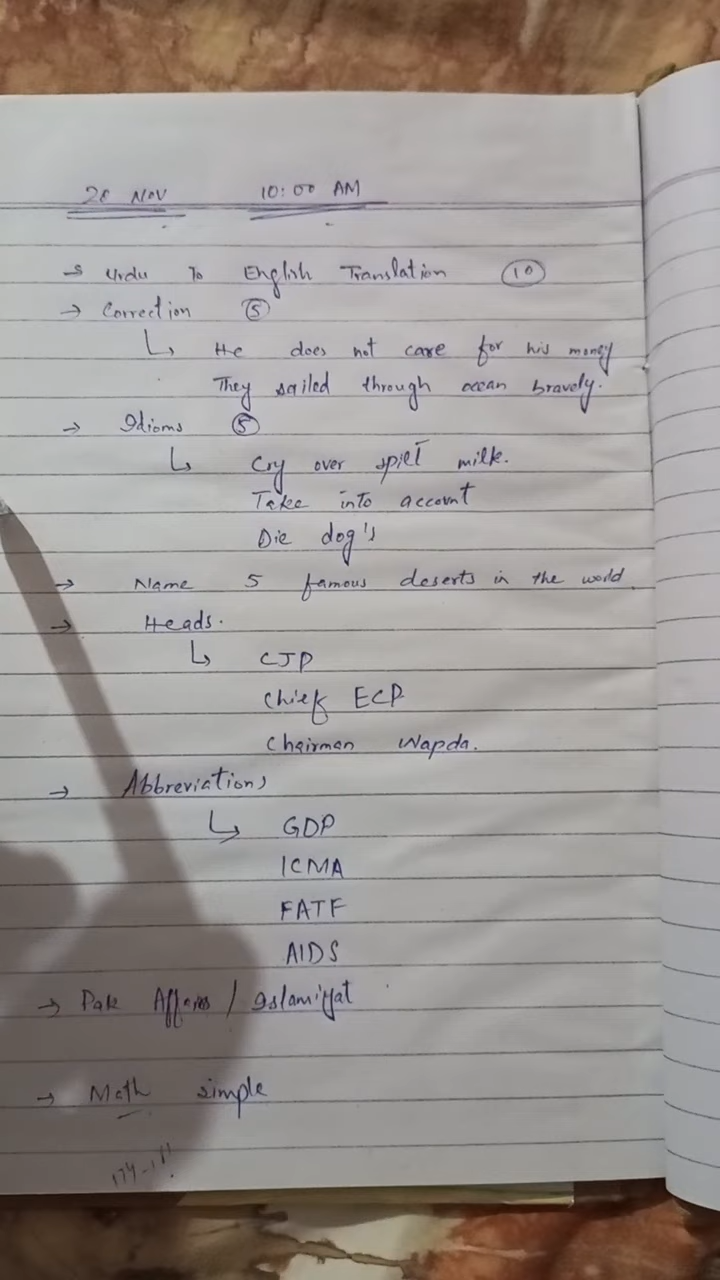 28 Nov 10:00 AM
→ Urdu To English Translation 10
→ Correction 5
↳ He does not care for his money
They sailed through ocean bravely.
→ Idioms 5
↳ Cry over spilt milk.
Take into account
Die dog's
→ Name 5 famous deserts in the world.
→ Heads.
↳ CJP
Chief ECP
Chairman Wapda.
→ Abbreviations
↳ GDP
ICMA
FATF
AIDS
→ Pak Affairs / Islamiyat
→ Math simple